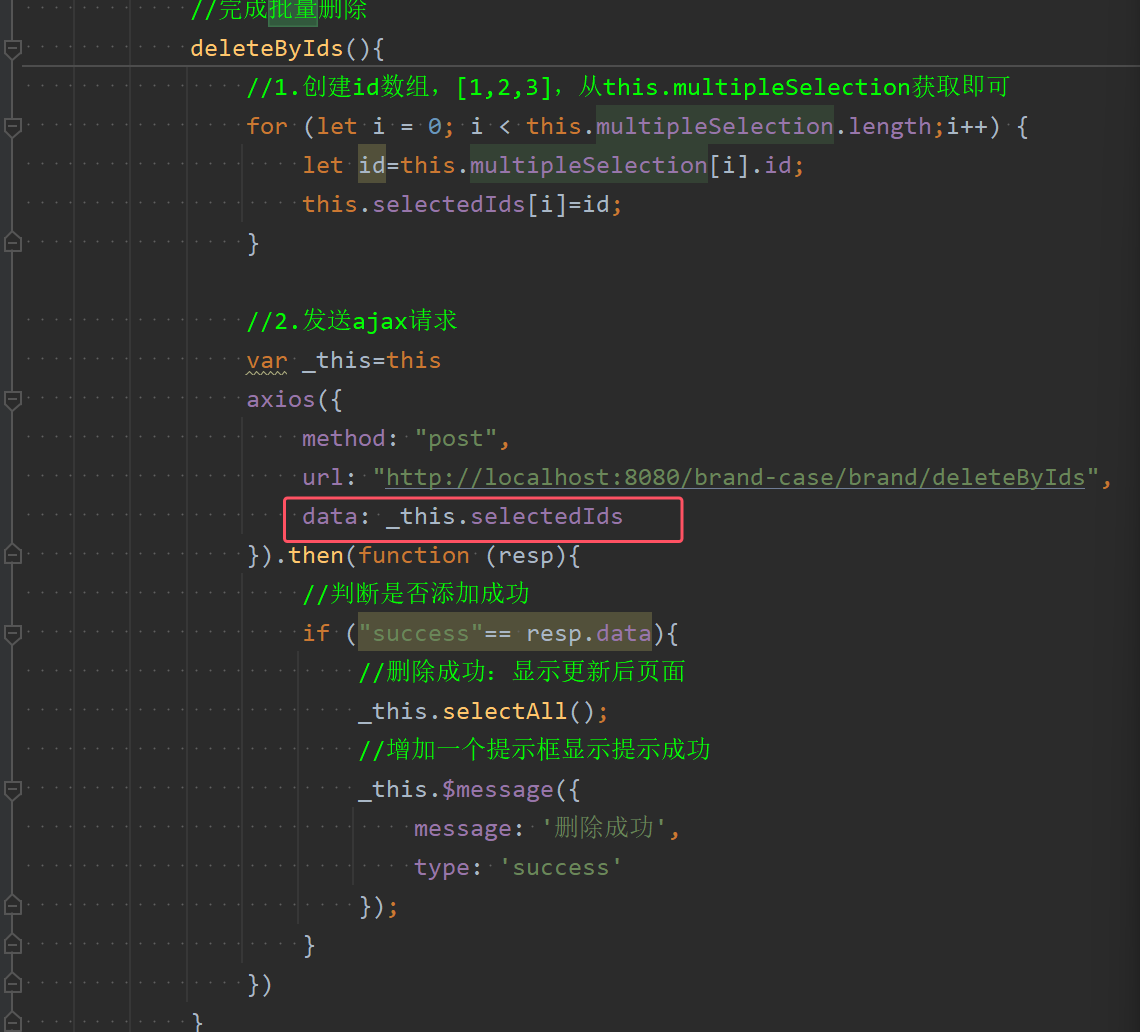 //完成批量删除
deleteByIds(){
//1.创建id数组，[1,2,3]，从this.multipleSelection获取即可
for (let i = 0; i < this.multipleSelection.length;i++) {
let id=this.multipleSelection[i].id;
this.selectedIds[i]=id;
}
//2.发送ajax请求
var _this=this
axios({
method: "post",
url: "http://localhost:8080/brand-case/brand/deleteByIds",
data: _this.selectedIds
}).then(function (resp){
//判断是否添加成功
if ("success"== resp.data){
//删除成功：显示更新后页面
_this.selectAll();
//增加一个提示框显示提示成功
_this.$message({
message: '删除成功',
type: 'success'
});
}
})
}